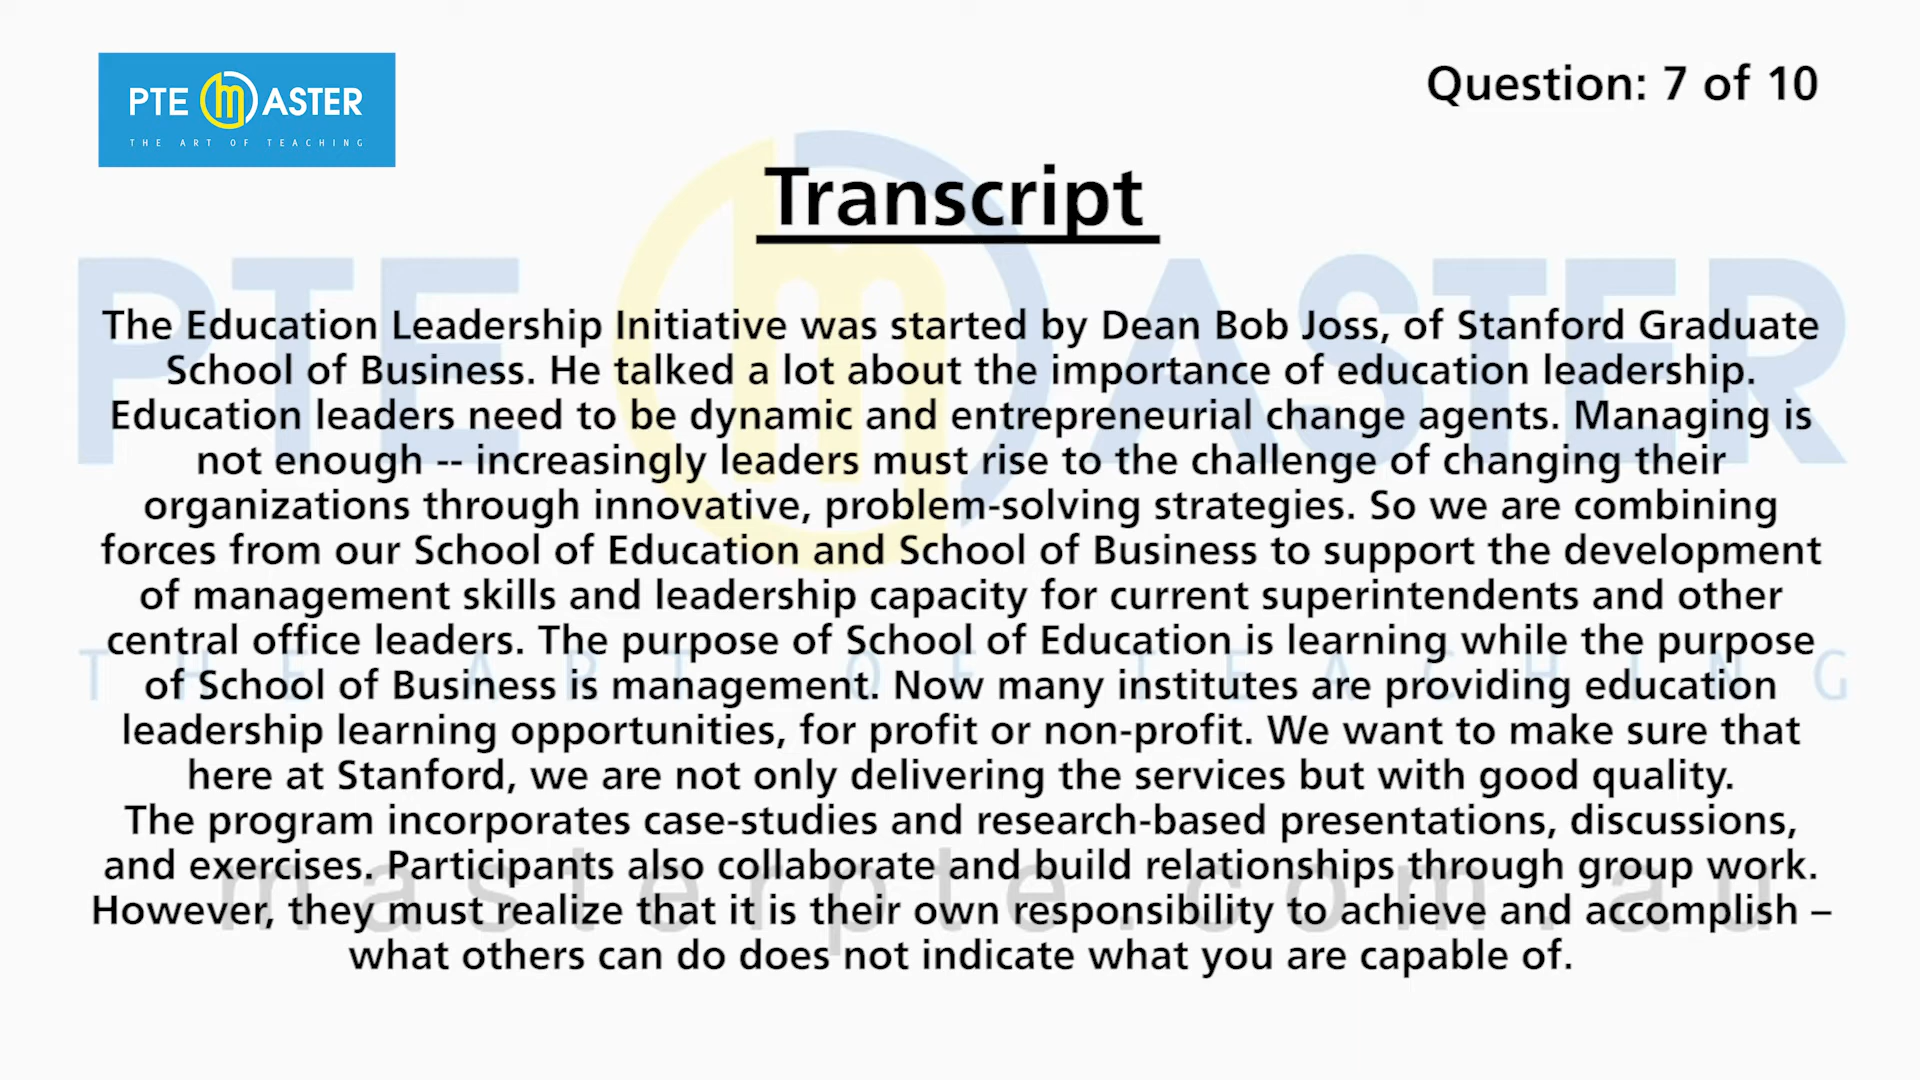 PTE MASTER
THE ART OF TEACHING
Question: 7 of 10
Transcript
The Education Leadership Initiative was started by Dean Bob Joss, of Stanford Graduate
School of Business. He talked a lot about the importance of education leadership.
Education leaders need to be dynamic and entrepreneurial change agents. Managing is
not enough -- increasingly leaders must rise to the challenge of changing their
organizations through innovative, problem-solving strategies. So we are combining
forces from our School of Education and School of Business to support the development
of management skills and leadership capacity for current superintendents and other
central office leaders. The purpose of School of Education is learning while the purpose
of School of Business is management. Now many institutes are providing education
leadership learning opportunities, for profit or non-profit. We want to make sure that
here at Stanford, we are not only delivering the services but with good quality.
The program incorporates case-studies and research-based presentations, discussions,
and exercises. Participants also collaborate and build relationships through group work.
However, they must realize that it is their own responsibility to achieve and accomplish –
what others can do does not indicate what you are capable of.
PTE MASTER
THE ART OF TEACHING
masterpte.com.au